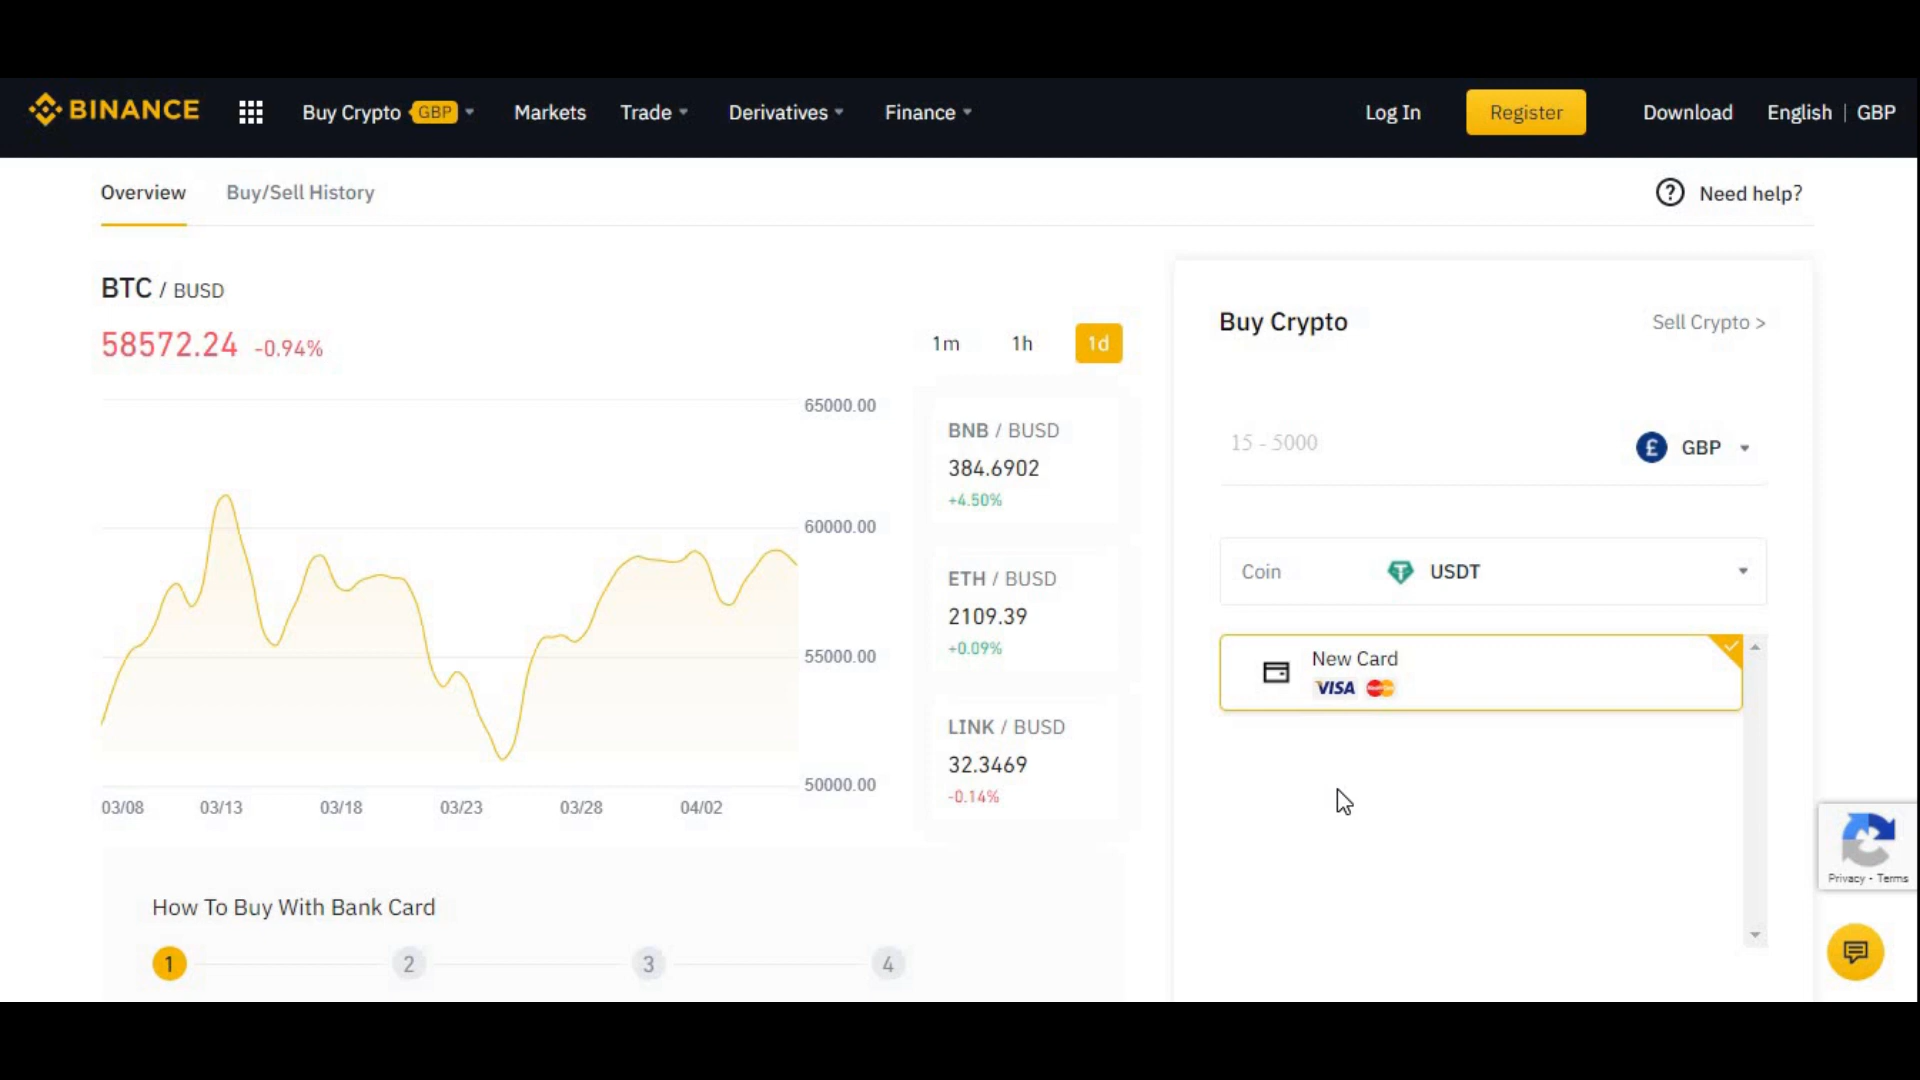 BINANCE
Buy Crypto GBP
Markets
Trade
Derivatives
Finance
Log In
Register
Download
English | GBP
Overview
Buy/Sell History
Need help?
BTC / BUSD
58572.24 -0.94%
1m
1h
1d
65000.00
60000.00
55000.00
50000.00
03/08
03/13
03/18
03/23
03/28
04/02
BNB / BUSD
384.6902
+4.50%
ETH / BUSD
2109.39
+0.09%
LINK / BUSD
32.3469
-0.14%
Buy Crypto
Sell Crypto >
15 - 5000
£ GBP
Coin
USDT
New Card
VISA
How To Buy With Bank Card
1
2
3
4
Privacy - Terms